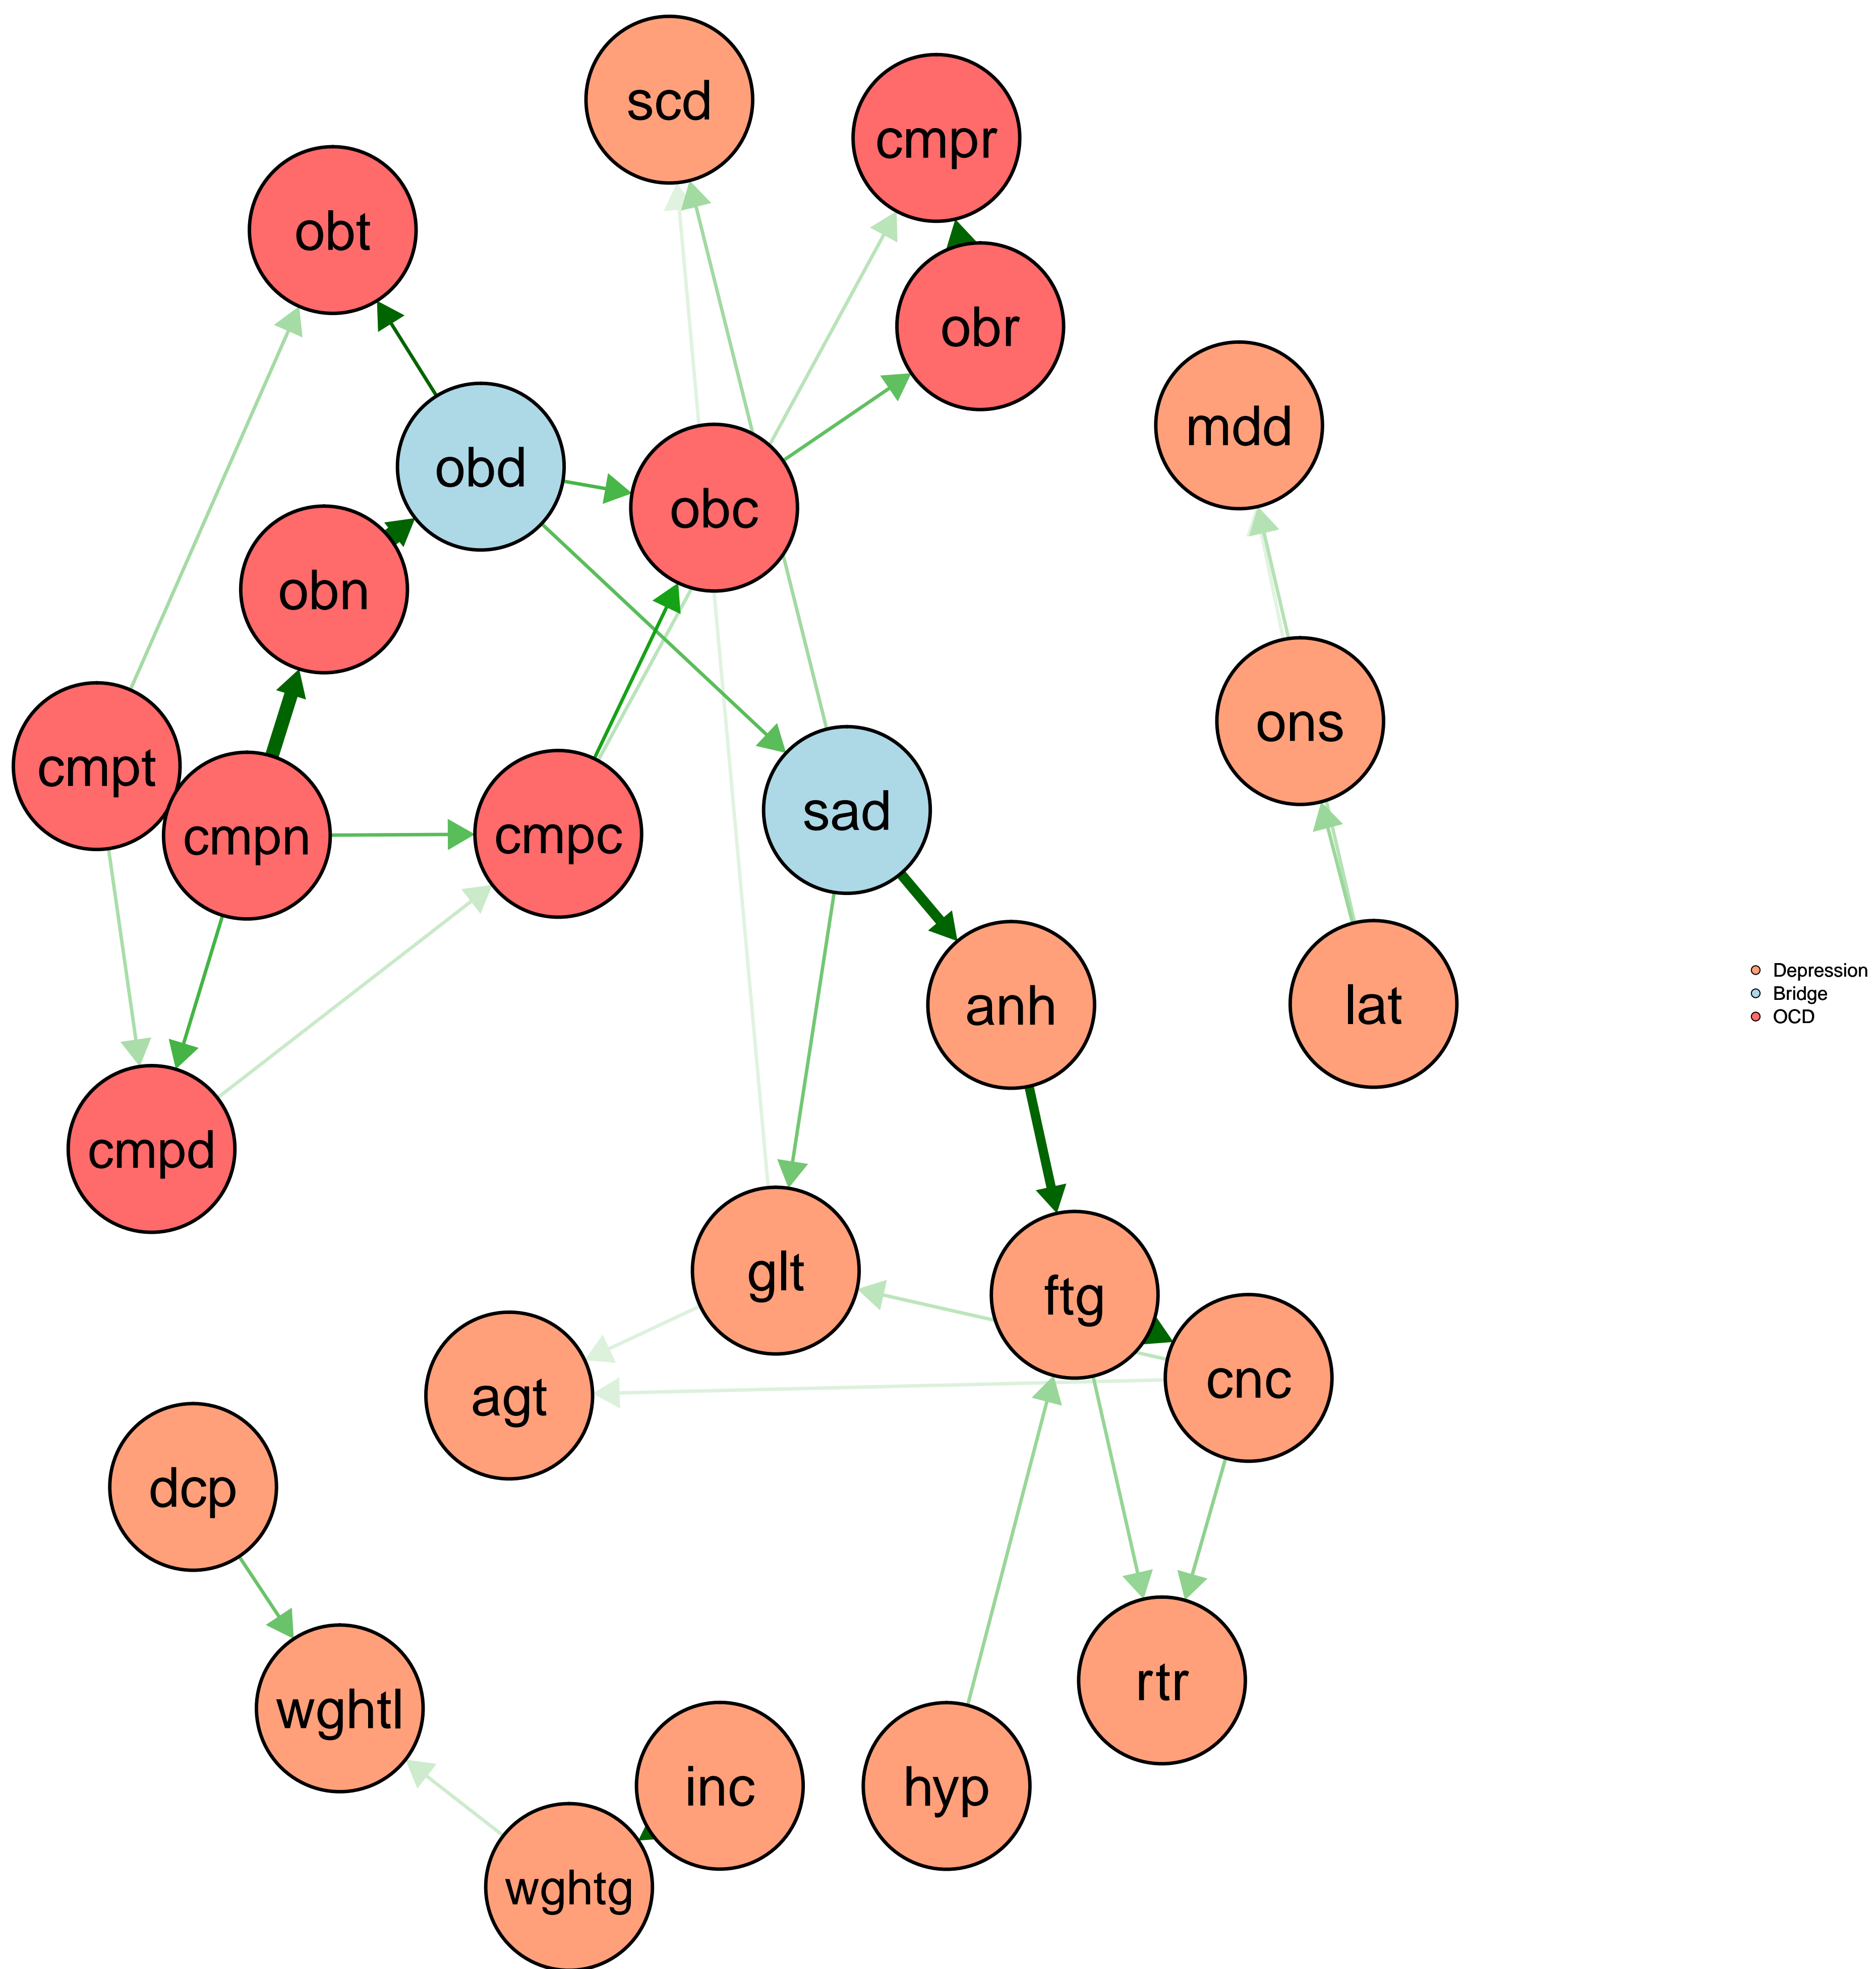 scd
cmpr
obt
obr
mdd
obd
obc
obn
ons
cmpt
sad
cmpn
cmpc
anh
lat
Depression
Bridge
OCD
cmpd
glt
ftg
cnc
agt
dcp
rtr
wghtl
inc
hyp
wghtg